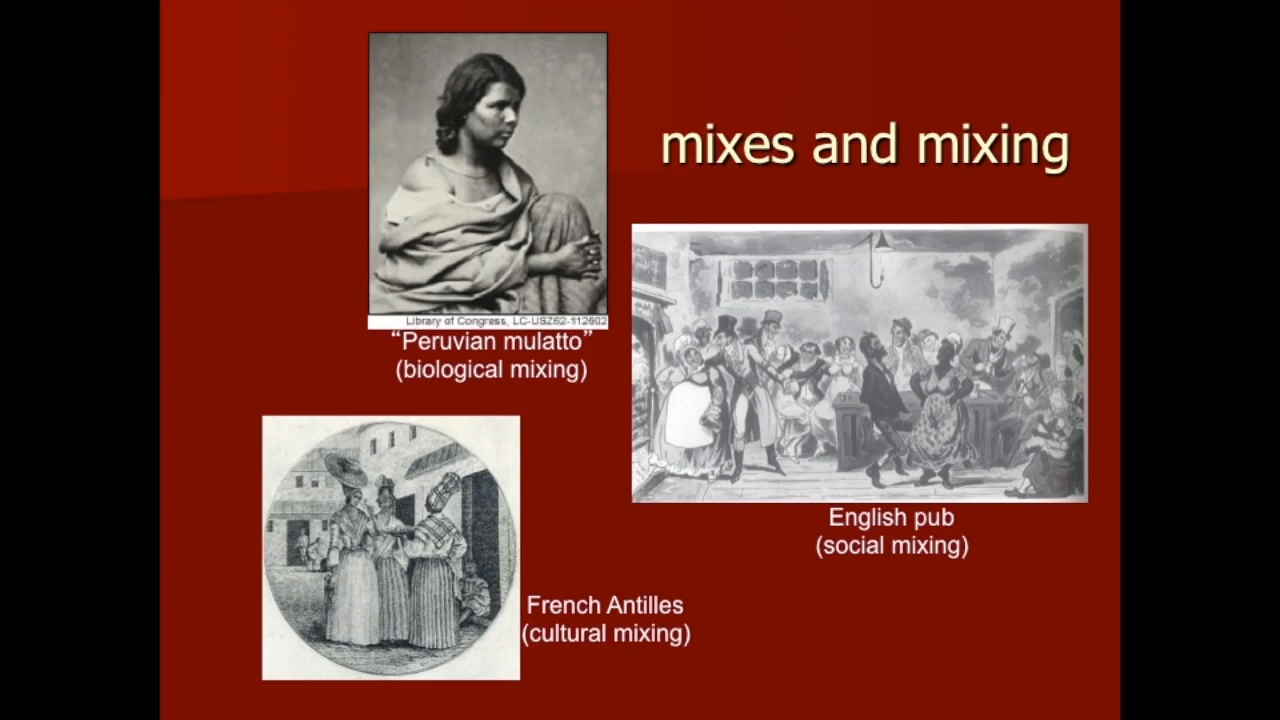 mixes and mixing
Library of Congress, LC-USZ62-112602
“Peruvian mulatto”
(biological mixing)
English pub
(social mixing)
French Antilles
(cultural mixing)